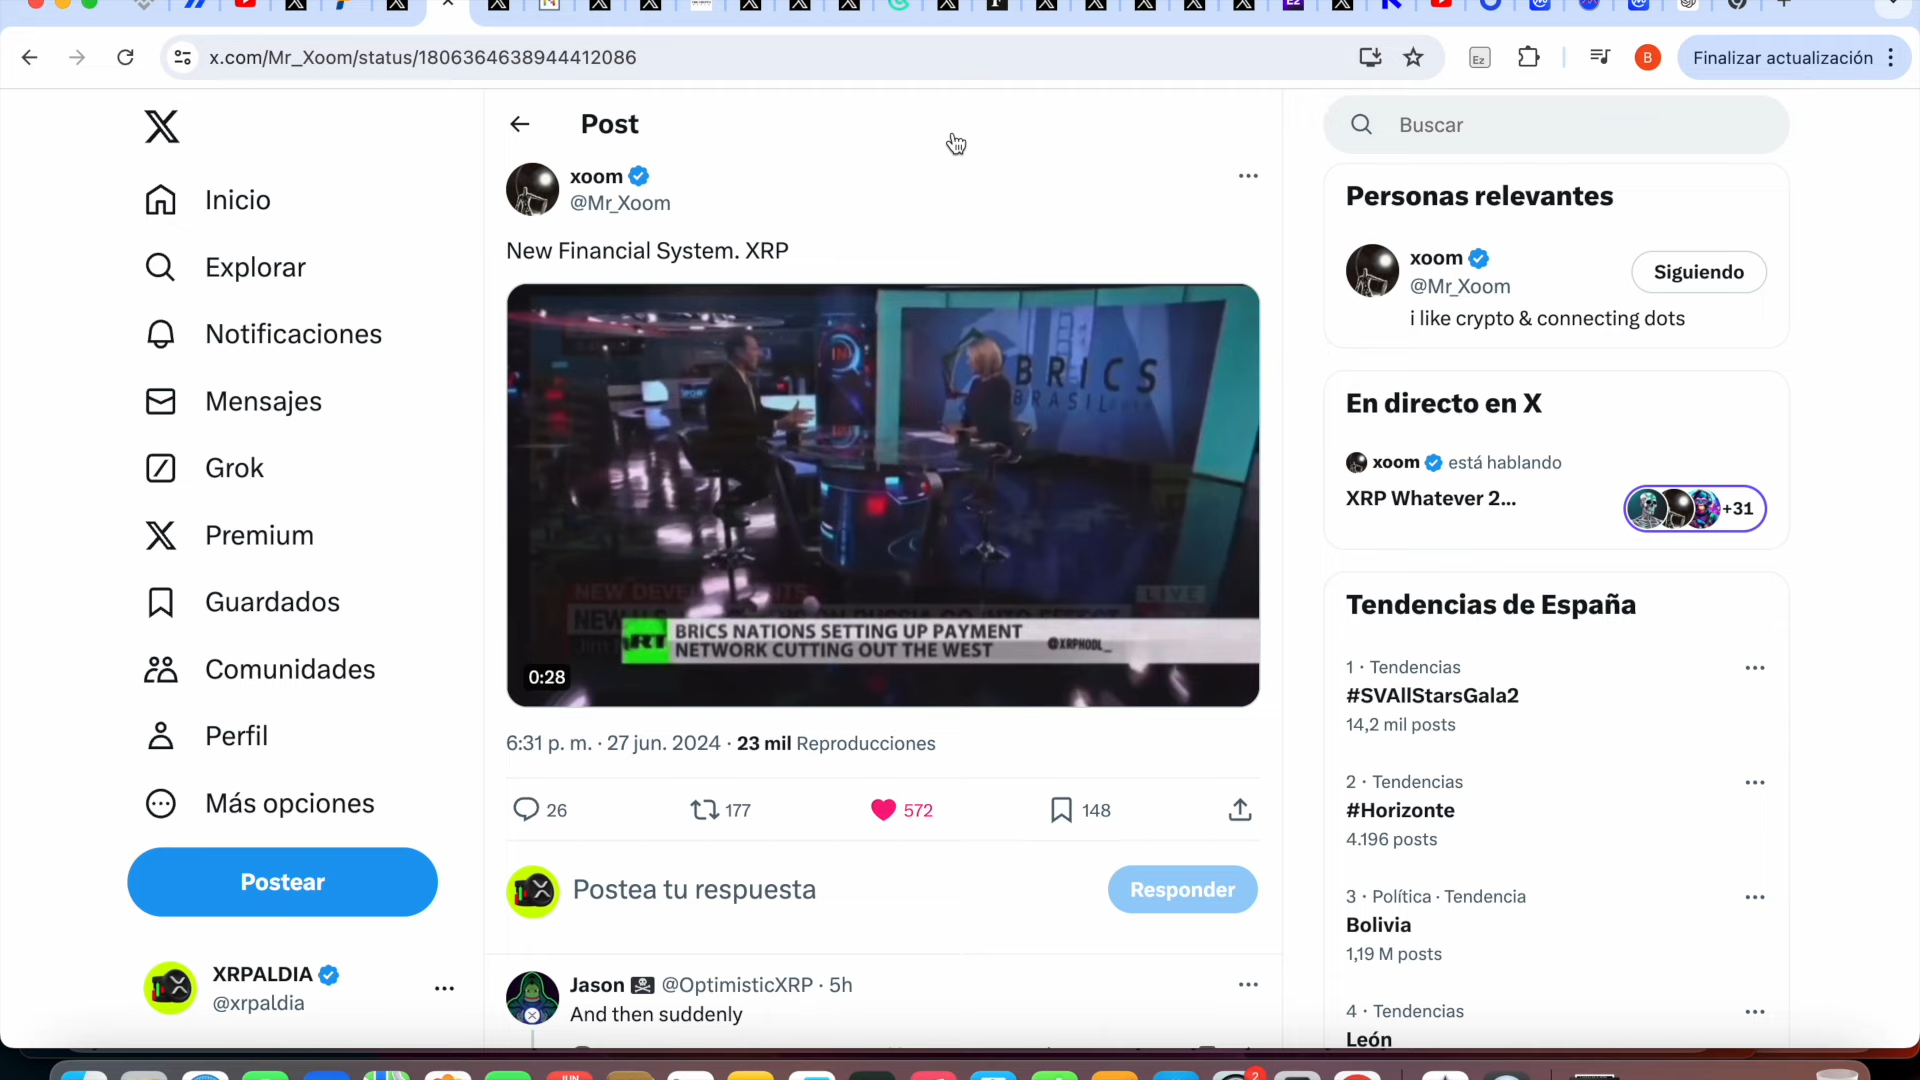 x.com/Mr_Xoom/status/1806364638944412086
Finalizar actualización
Inicio
Explorar
Notificaciones
Mensajes
Grok
Premium
Guardados
Comunidades
Perfil
Más opciones
Postear
XRPALDIA
@xrpaldia
Post
xoom
@Mr_Xoom
New Financial System. XRP
BRICS
BRASIL
LIVE
RT
BRICS NATIONS SETTING UP PAYMENT
NETWORK CUTTING OUT THE WEST
@XRPHODL_
0:28
6:31 p. m. · 27 jun. 2024 · 23 mil Reproducciones
26 177 572 148
Postea tu respuesta
Responder
Jason @OptimisticXRP · 5h
And then suddenly
Buscar
Personas relevantes
xoom
@Mr_Xoom
Siguiendo
i like crypto & connecting dots
En directo en X
xoom está hablando
XRP Whatever 2...
+31
Tendencias de España
1 · Tendencias
#SVAllStarsGala2
14,2 mil posts
2 · Tendencias
#Horizonte
4.196 posts
3 · Política · Tendencia
Bolivia
1,19 M posts
4 · Tendencias
León